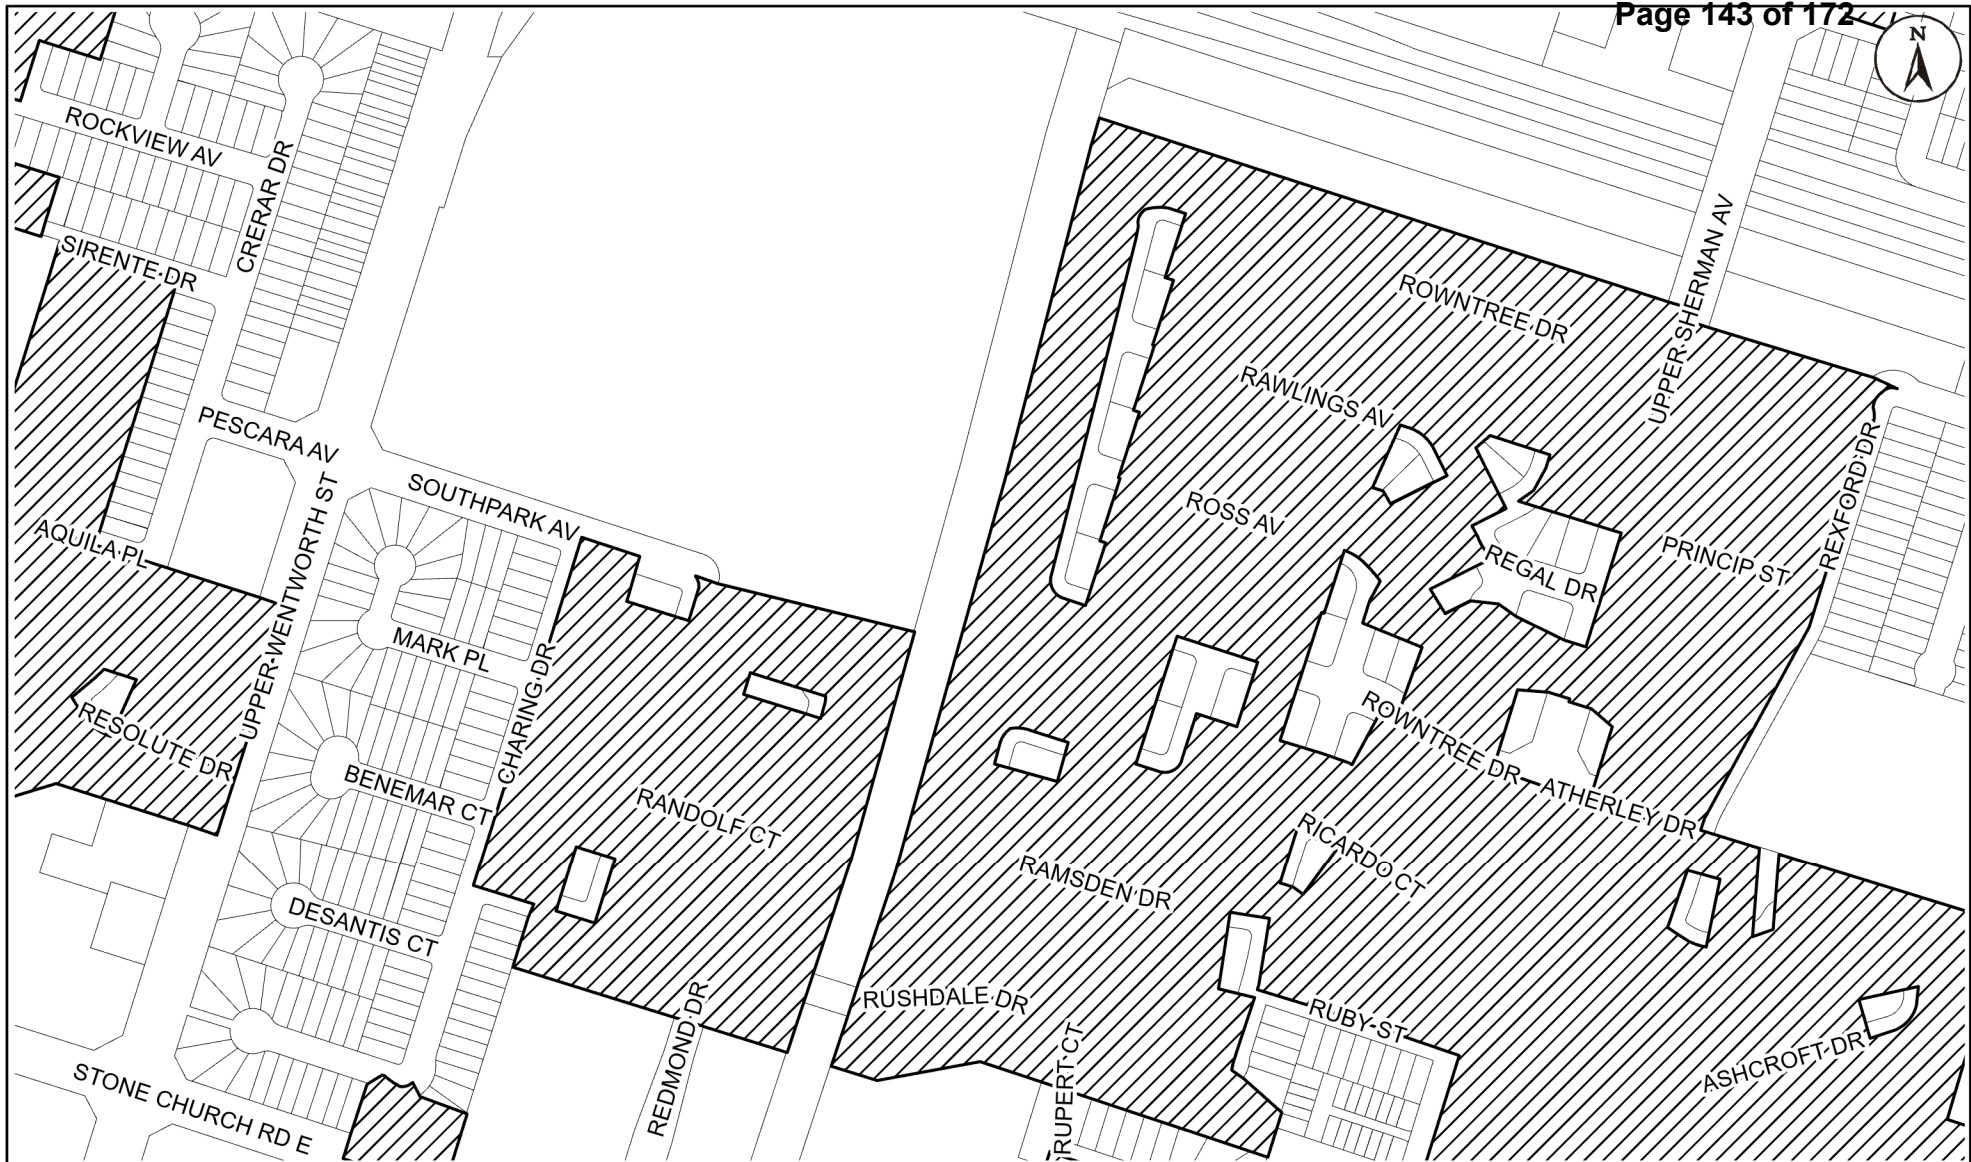 Page 143 of 172
N
ROCKVIEW AV
CRERAR DR
SIRENTE DR
UPPER SHERMAN AV
ROWNTREE DR
RAWLINGS AV
PESCARA AV
SOUTHPARK AV
REXFORD DR
ROSS AV
AQUILA PL
UPPER WENTWORTH ST
REGAL DR
PRINCIP ST
MARK PL
CHARING DR
RESOLUTE DR
ROWNTREE DR
BENEMAR CT
RANDOLF CT
ATHERLEY DR
RICARDO CT
RAMSDEN DR
DESANTIS CT
RUSHDALE DR
REDMOND DR
RUBY ST
RUPERT CT
ASHCROFT DR
STONE CHURCH RD E